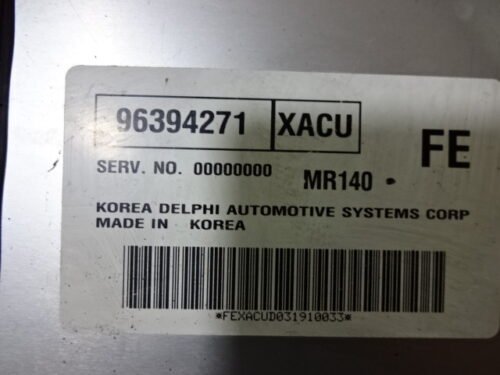 96394271 XACU FE
SERV. NO. 00000000 MR140
KOREA DELPHI AUTOMOTIVE SYSTEMS CORP
MADE IN KOREA
*FEXACUD031910033*